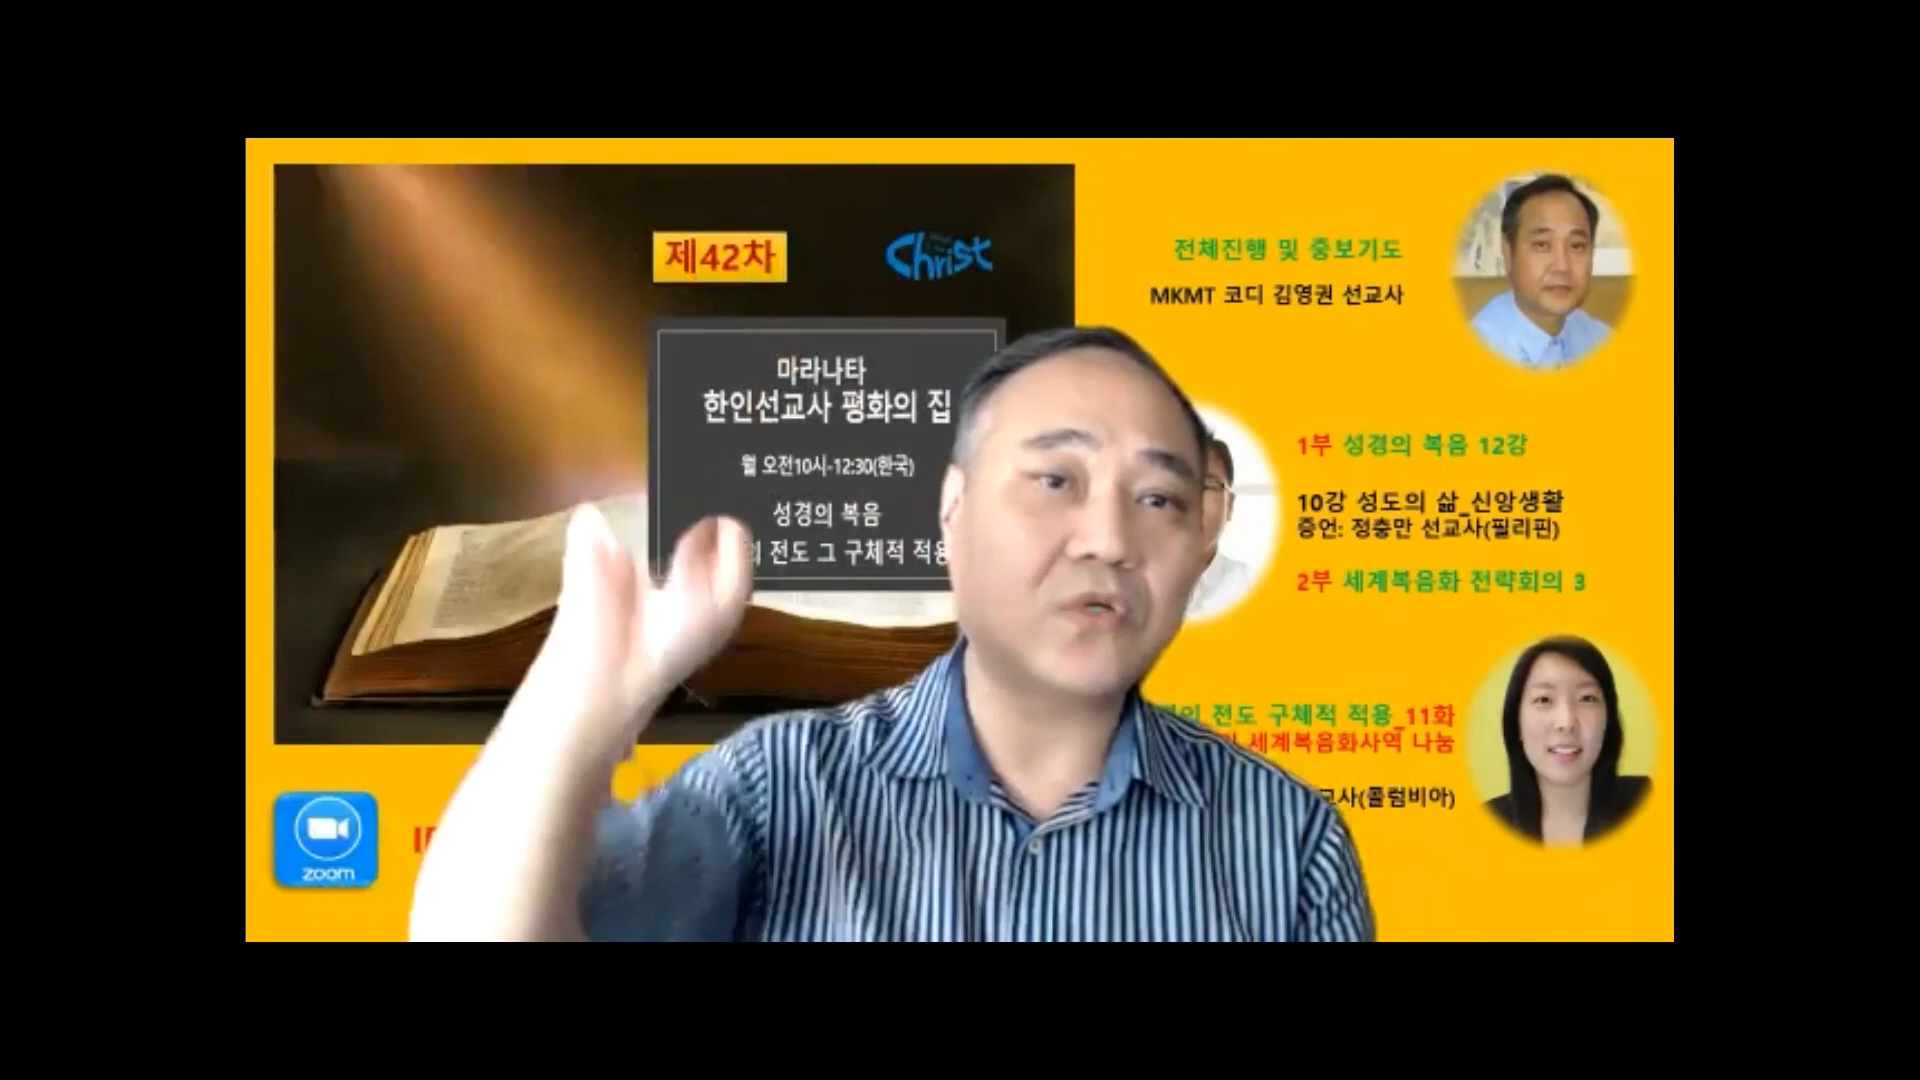 제42차
Christ
마라나타
한인선교사 평화의 집
월 오전10시-12:30(한국)
성경의 복음
전도 그 구체적 적용
zoom
전체진행 및 중보기도
MKMT 코디 김영권 선교사
1부 성경의 복음 12강
10강 성도의 삶_신앙생활
증언: 정충만 선교사(필리핀)
2부 세계복음화 전략회의 3
전도 구체적 적용_11화
세계복음화사역 나눔
교사(콜럼비아)